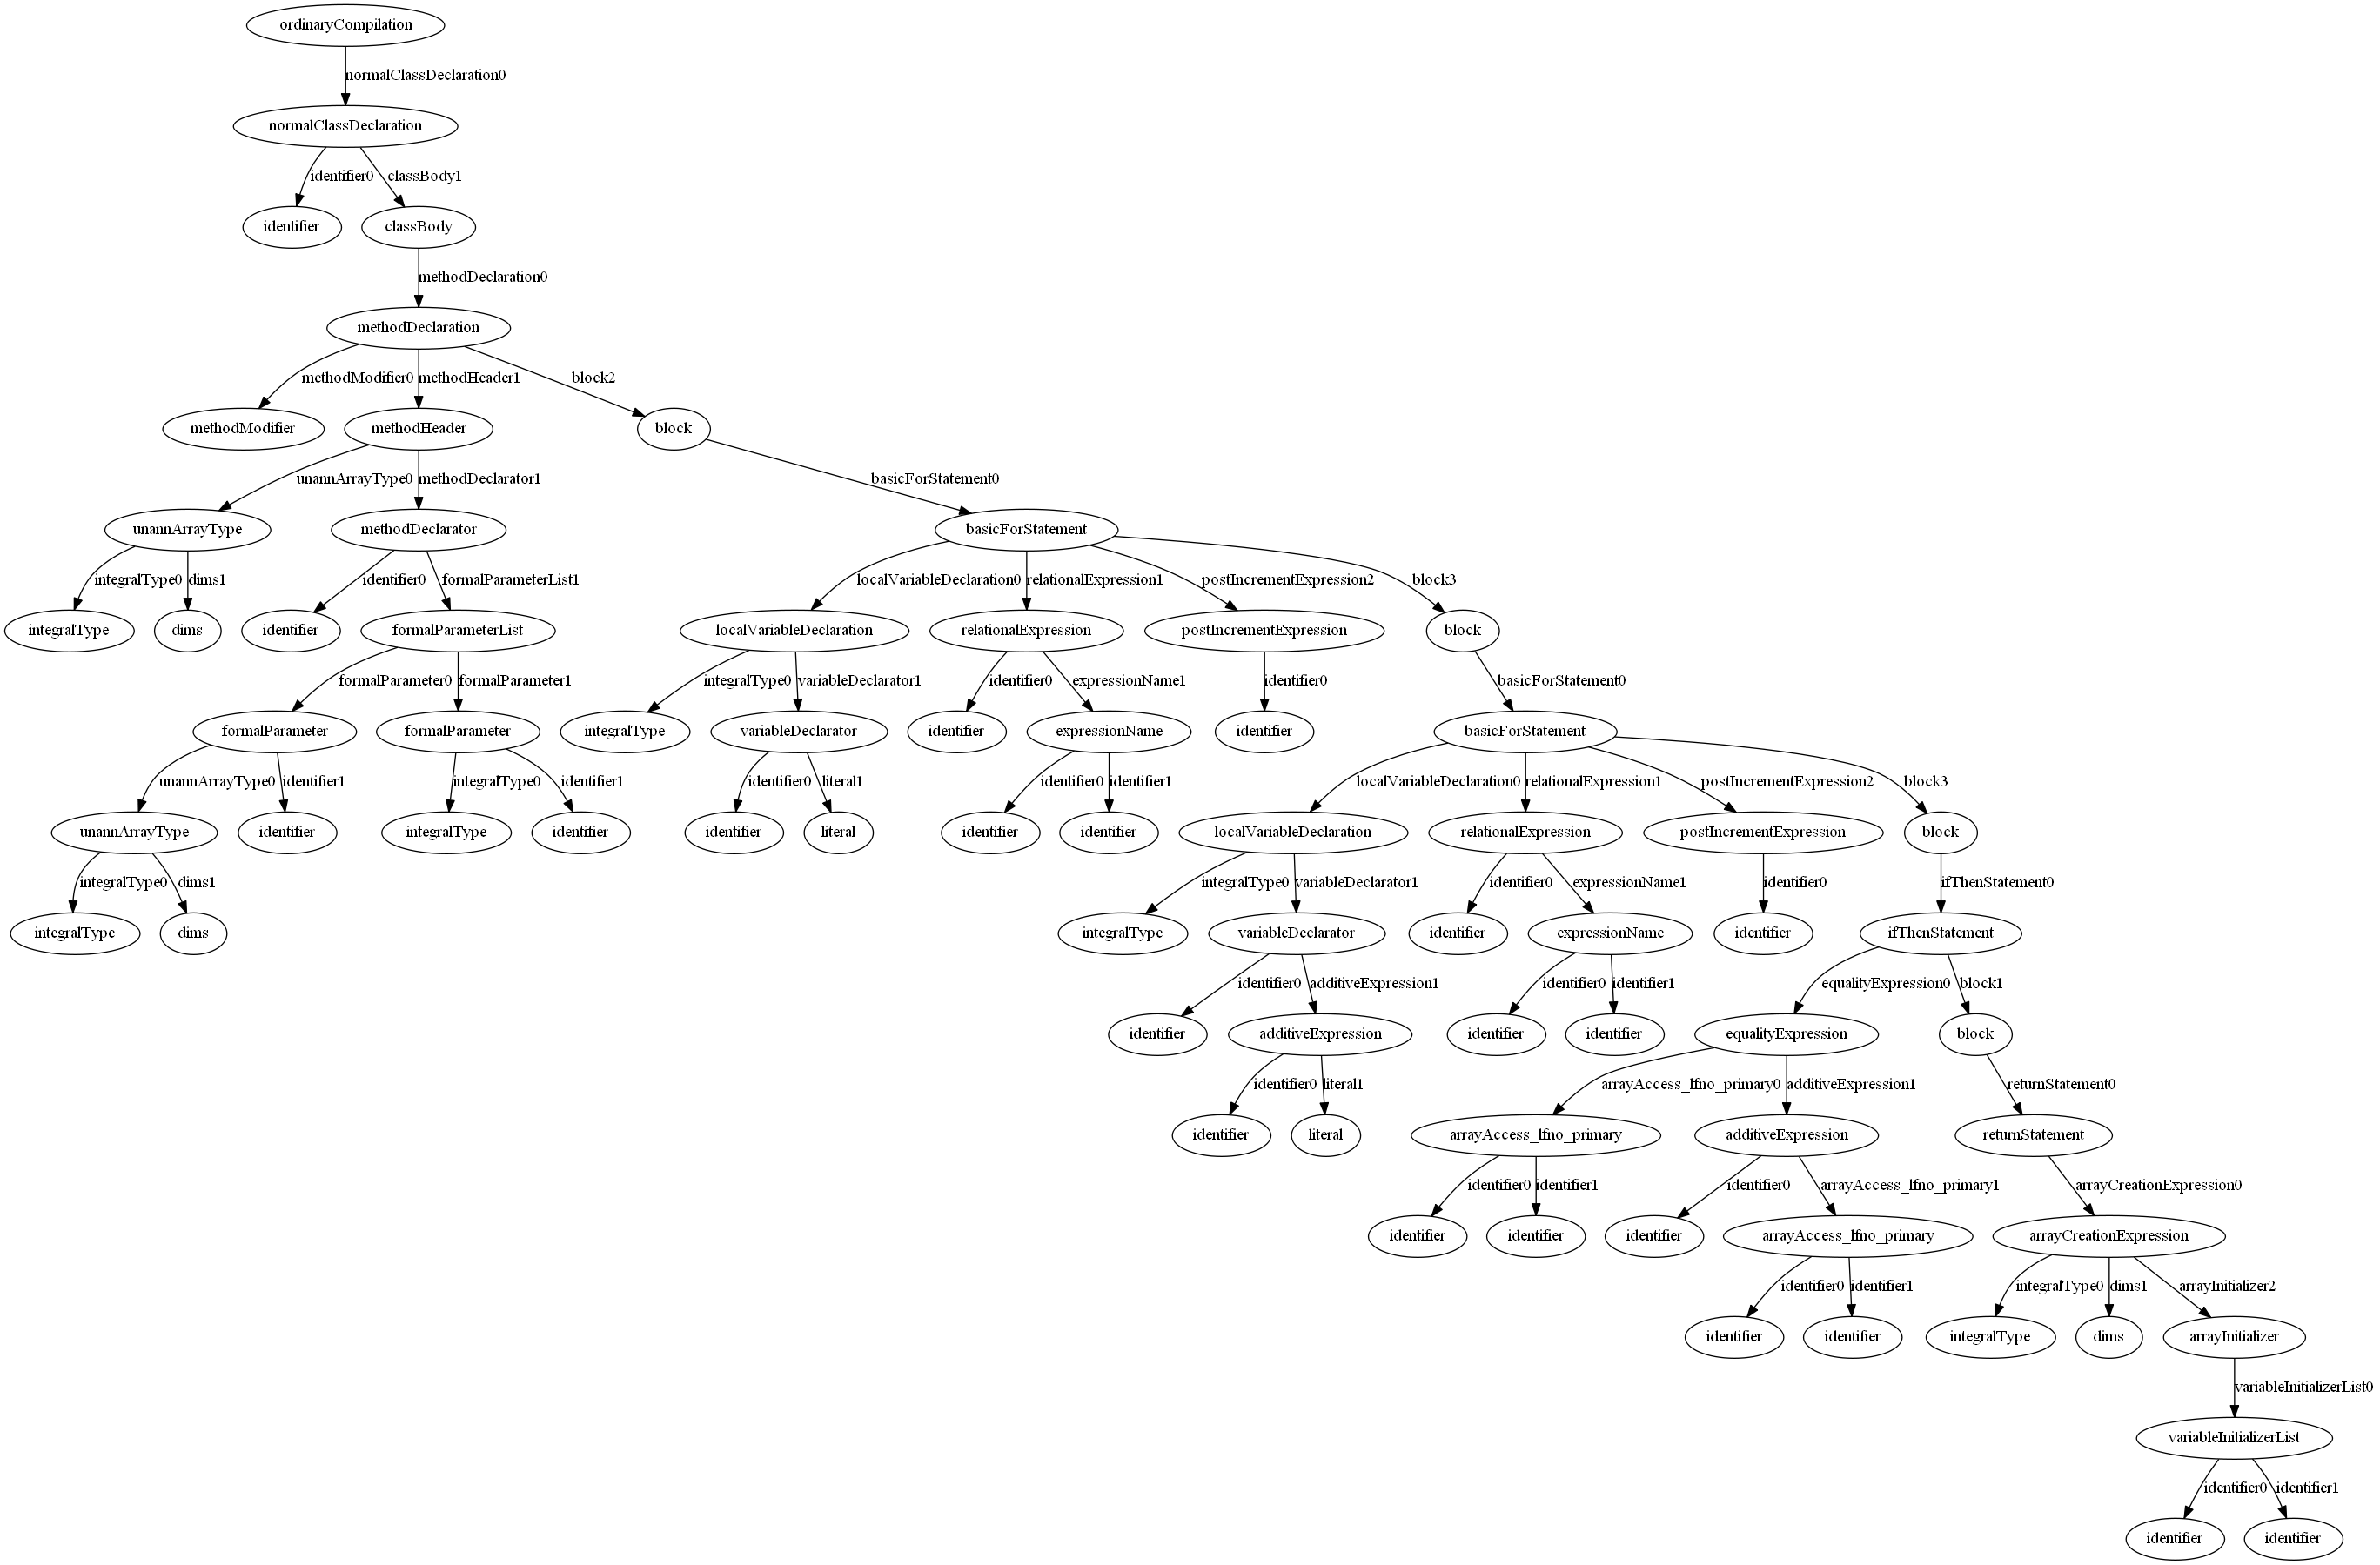 ordinaryCompilation
normalClassDeclaration0
normalClassDeclaration
identifier0 classBody1
identifier classBody
methodDeclaration0
methodDeclaration
methodModifier0 methodHeader1 block2
methodModifier methodHeader block
unannArrayType0 methodDeclarator1 basicForStatement0
unannArrayType methodDeclarator basicForStatement
integralType0 dims1 identifier0 formalParameterList1 localVariableDeclaration0 relationalExpression1 postIncrementExpression2 block3
integralType dims identifier formalParameterList localVariableDeclaration relationalExpression postIncrementExpression block
formalParameter0 formalParameter1 integralType0 variableDeclarator1 identifier0 expressionName1 identifier0 basicForStatement0
formalParameter formalParameter integralType variableDeclarator identifier expressionName identifier basicForStatement
unannArrayType0 identifier1 integralType0 identifier1 identifier0 literal1 identifier0 identifier1 localVariableDeclaration0 relationalExpression1 postIncrementExpression2 block3
unannArrayType identifier integralType identifier identifier literal identifier identifier localVariableDeclaration relationalExpression postIncrementExpression block
integralType0 dims1 integralType0 variableDeclarator1 identifier0 expressionName1 identifier0 ifThenStatement0
integralType dims integralType variableDeclarator identifier expressionName identifier ifThenStatement
identifier0 additiveExpression1 identifier0 identifier1 equalityExpression0 block1
identifier additiveExpression identifier identifier equalityExpression block
identifier0 literal1 arrayAccess_lfno_primary0 additiveExpression1 returnStatement0
identifier literal arrayAccess_lfno_primary additiveExpression returnStatement
identifier0 identifier1 identifier0 arrayAccess_lfno_primary1 arrayCreationExpression0
identifier identifier identifier arrayAccess_lfno_primary arrayCreationExpression
identifier0 identifier1 integralType0 dims1 arrayInitializer2
identifier identifier integralType dims arrayInitializer
variableInitializerList0
variableInitializerList
identifier0 identifier1
identifier identifier